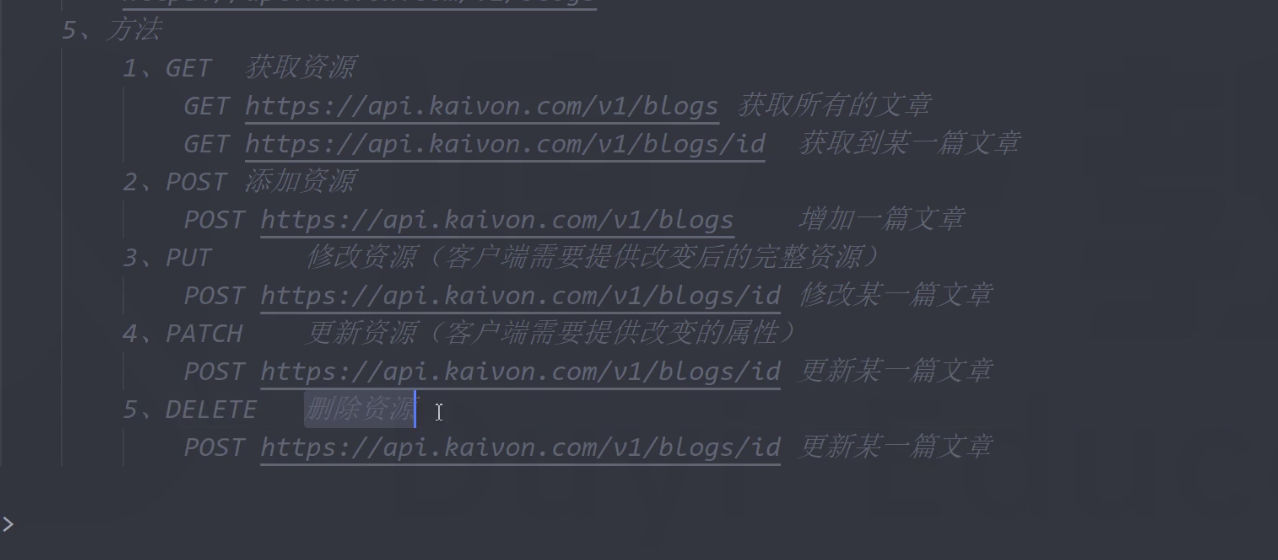 https://api.kaivon.com/v1/blogs
5、方法
1、GET 获取资源
GET https://api.kaivon.com/v1/blogs 获取所有的文章
GET https://api.kaivon.com/v1/blogs/id 获取到某一篇文章
2、POST 添加资源
POST https://api.kaivon.com/v1/blogs 增加一篇文章
3、PUT 修改资源（客户端需要提供改变后的完整资源）
POST https://api.kaivon.com/v1/blogs/id 修改某一篇文章
4、PATCH 更新资源（客户端需要提供改变的属性）
POST https://api.kaivon.com/v1/blogs/id 更新某一篇文章
5、DELETE 删除资源
POST https://api.kaivon.com/v1/blogs/id 更新某一篇文章
>